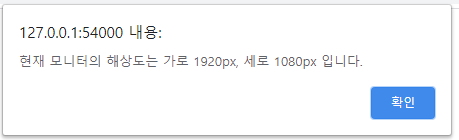 127.0.0.1:54000 내용:
현재 모니터의 해상도는 가로 1920px, 세로 1080px 입니다.
확인